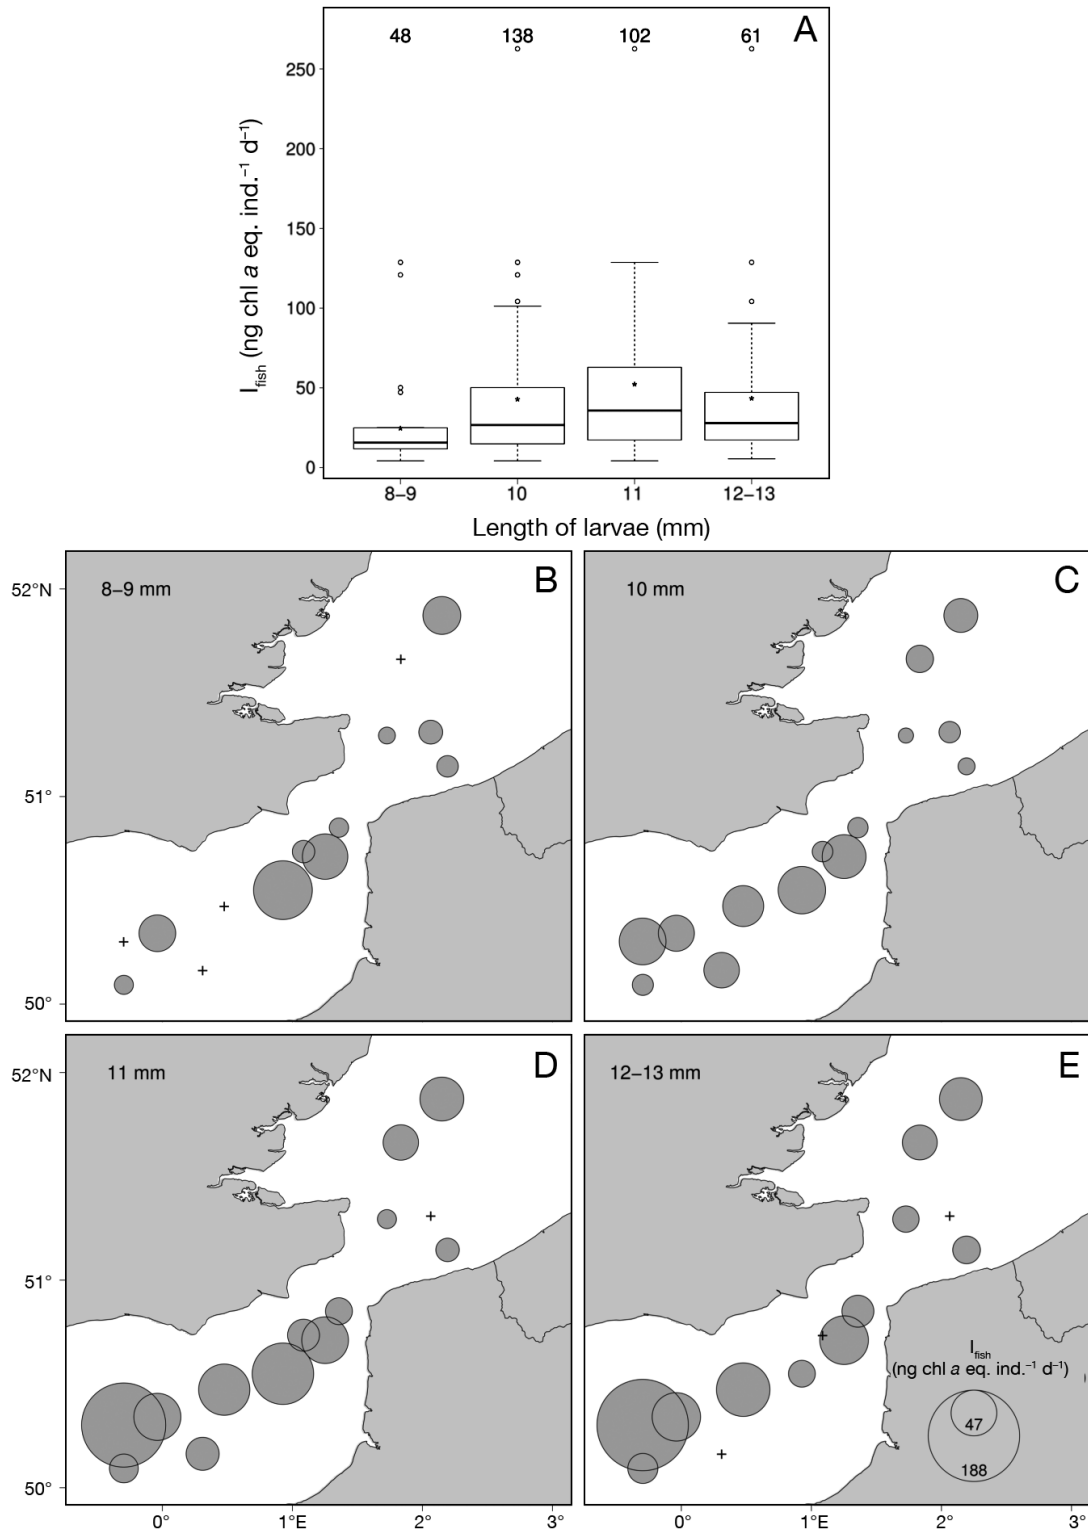 A
48 138 102 61
250
200
150
100
50
0
I_fish (ng chl a eq. ind.⁻¹ d⁻¹)
8–9 10 11 12–13
Length of larvae (mm)
52°N
51°
50°
8–9 mm B
10 mm C
52°N
51°
50°
11 mm D
12–13 mm E
I_fish
(ng chl a eq. ind.⁻¹ d⁻¹)
47
188
0° 1°E 2° 3°
0° 1°E 2° 3°